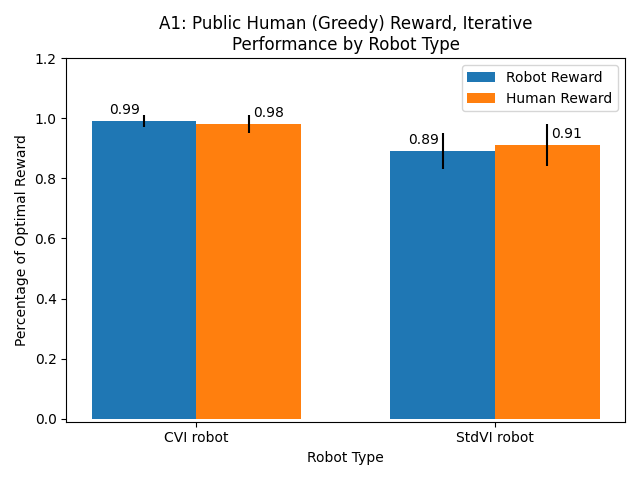 A1: Public Human (Greedy) Reward, Iterative
Performance by Robot Type
Robot Reward
Human Reward
Percentage of Optimal Reward
1.2
1.0
0.8
0.6
0.4
0.2
0.0
0.99
0.98
0.89
0.91
CVI robot
StdVI robot
Robot Type